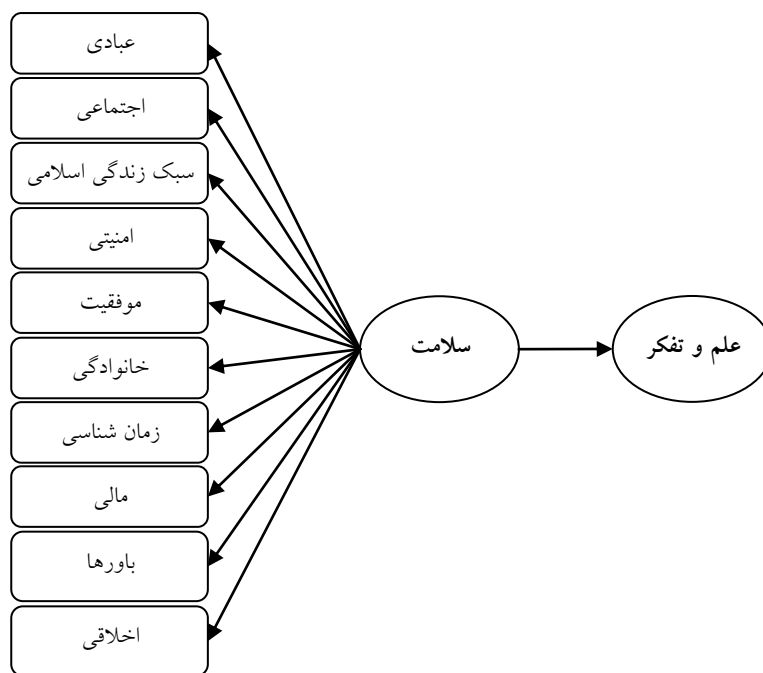 عبادی
اجتماعی
سبک زندگی اسلامی
امنیتی
موفقیت
خانوادگی
زمان شناسی
مالی
باورها
اخلاقی
سلامت
علم و تفکر